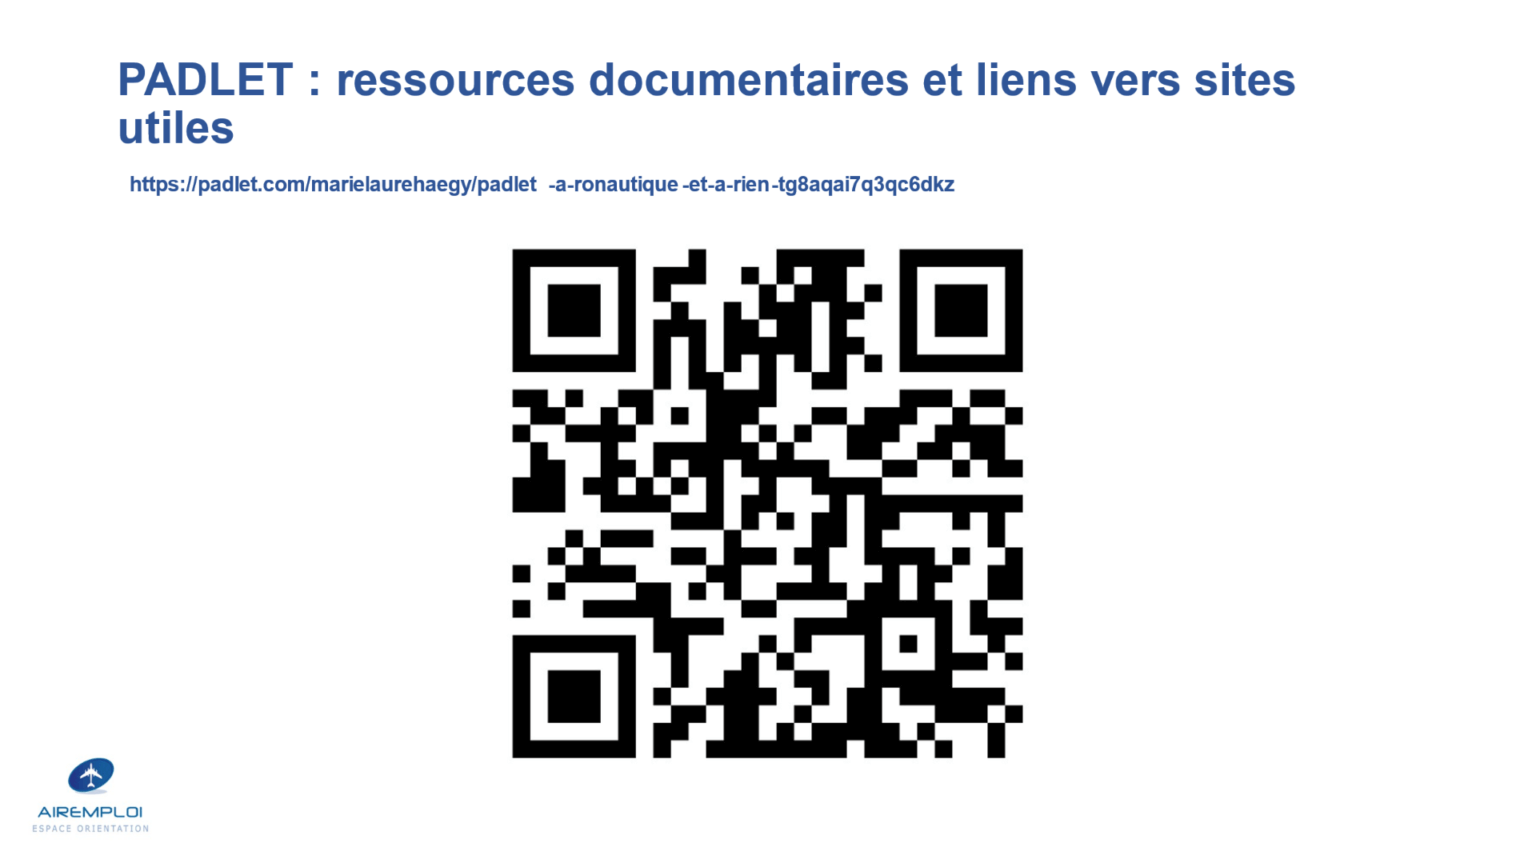 PADLET : ressources documentaires et liens vers sites
utiles
https://padlet.com/marielaurehaegy/padlet -a-ronautique -et-a-rien -tg8aqai7q3qc6dkz
AIREMPLOI
ESPACE ORIENTATION